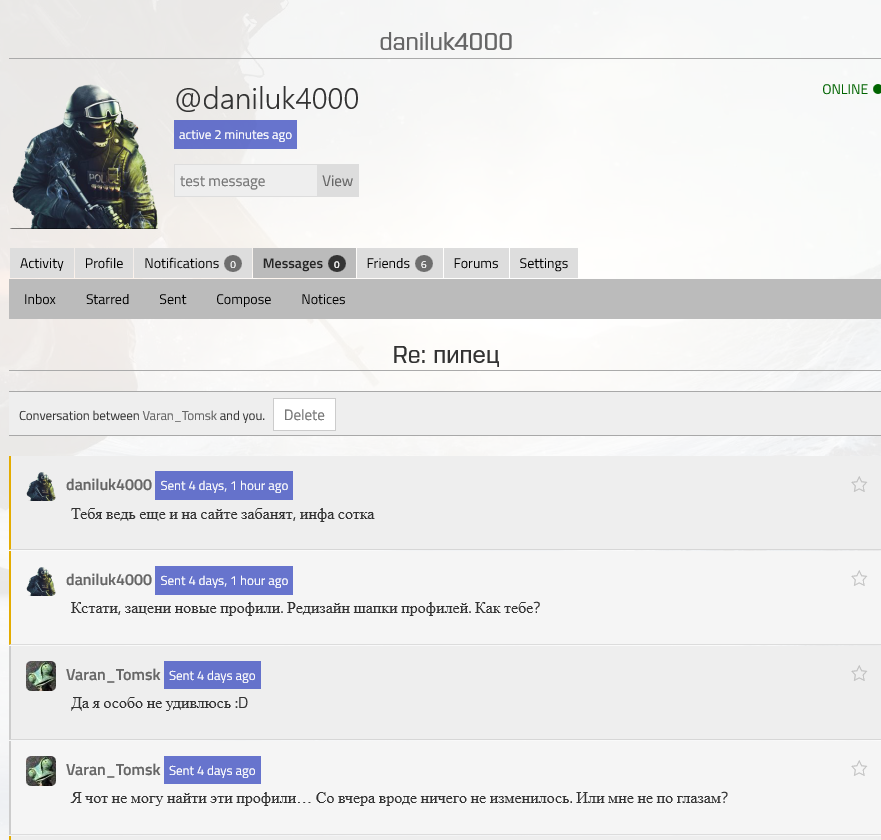 daniluk4000
@daniluk4000
ONLINE
active 2 minutes ago
test message View
POLICE
Activity Profile Notifications 0 Messages 0 Friends 6 Forums Settings
Inbox Starred Sent Compose Notices
Re: пипец
Conversation between Varan_Tomsk and you. Delete
daniluk4000 Sent 4 days, 1 hour ago
Тебя ведь еще и на сайте забанят, инфа сотка
daniluk4000 Sent 4 days, 1 hour ago
Кстати, зацени новые профили. Редизайн шапки профилей. Как тебе?
Varan_Tomsk Sent 4 days ago
Да я особо не удивлюсь :D
Varan_Tomsk Sent 4 days ago
Я чот не могу найти эти профили… Со вчера вроде ничего не изменилось. Или мне не по глазам?